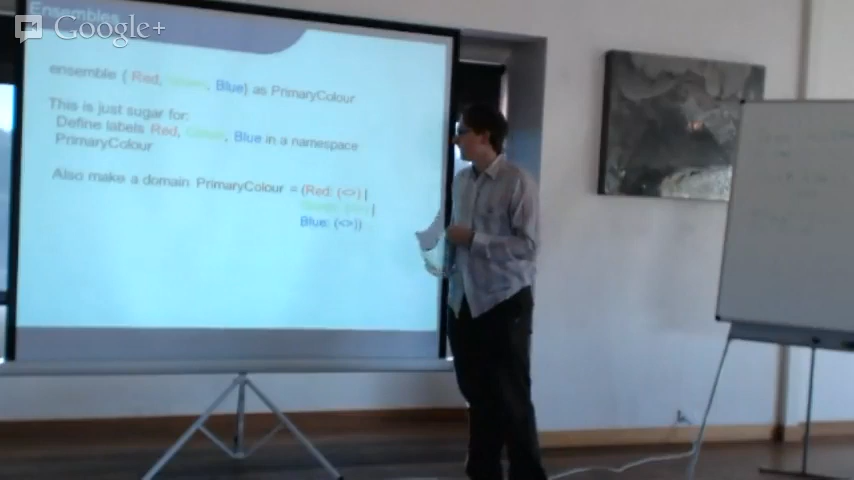 Google+
Ensembles
ensemble { Red, Green, Blue} as PrimaryColour
This is just sugar for:
Define labels Red, Green, Blue in a namespace
PrimaryColour
Also make a domain PrimaryColour = (Red: (<>) |
Green: (<>) |
Blue: (<>))